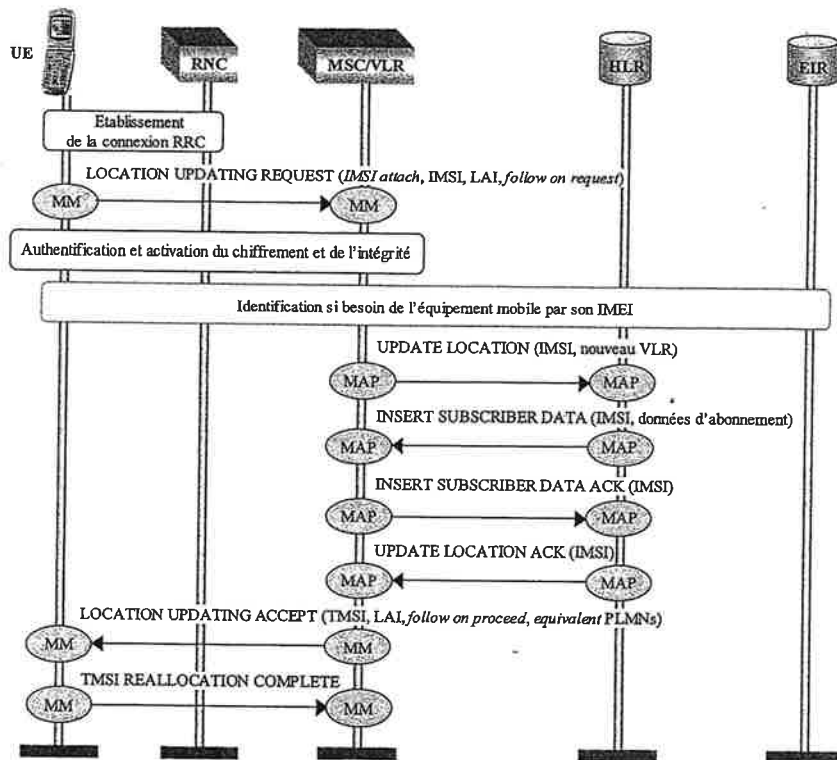 UE
RNC
MSC/VLR
HLR
EIR
Etablissement
de la connexion RRC
LOCATION UPDATING REQUEST (IMSI attach, IMSI, LAI, follow on request)
MM
MM
Authentification et activation du chiffrement et de l'intégrité
Identification si besoin de l'équipement mobile par son IMEI
UPDATE LOCATION (IMSI, nouveau VLR)
MAP
MAP
INSERT SUBSCRIBER DATA (IMSI, données d'abonnement)
MAP
MAP
INSERT SUBSCRIBER DATA ACK (IMSI)
MAP
MAP
UPDATE LOCATION ACK (IMSI)
MAP
MAP
LOCATION UPDATING ACCEPT (TMSI, LAI, follow on proceed, equivalent PLMNs)
MM
MM
TMSI REALLOCATION COMPLETE
MM
MM